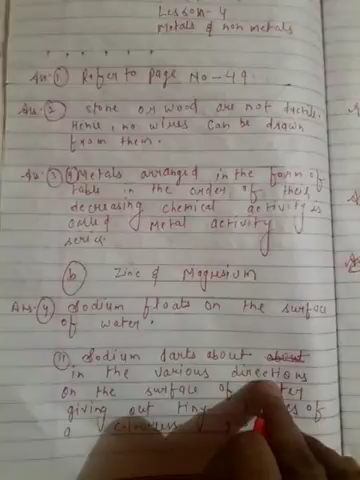 Lesson-4
Metals & non metals
Ans:① Refer to Page No-49.
Ans:② Stone or wood are not ductile.
Hence, no wires can be drawn
from them.
Ans:③ Metals arranged in the form of
table in the order of their
decreasing chemical activity is
called metal activity
series.
ⓑ Zinc & Magnesium
Ans:④ Sodium floats on the surface
of water.
ⓘⓘ Sodium darts about about
in the various directions
on the surface of
giving out tiny of
a